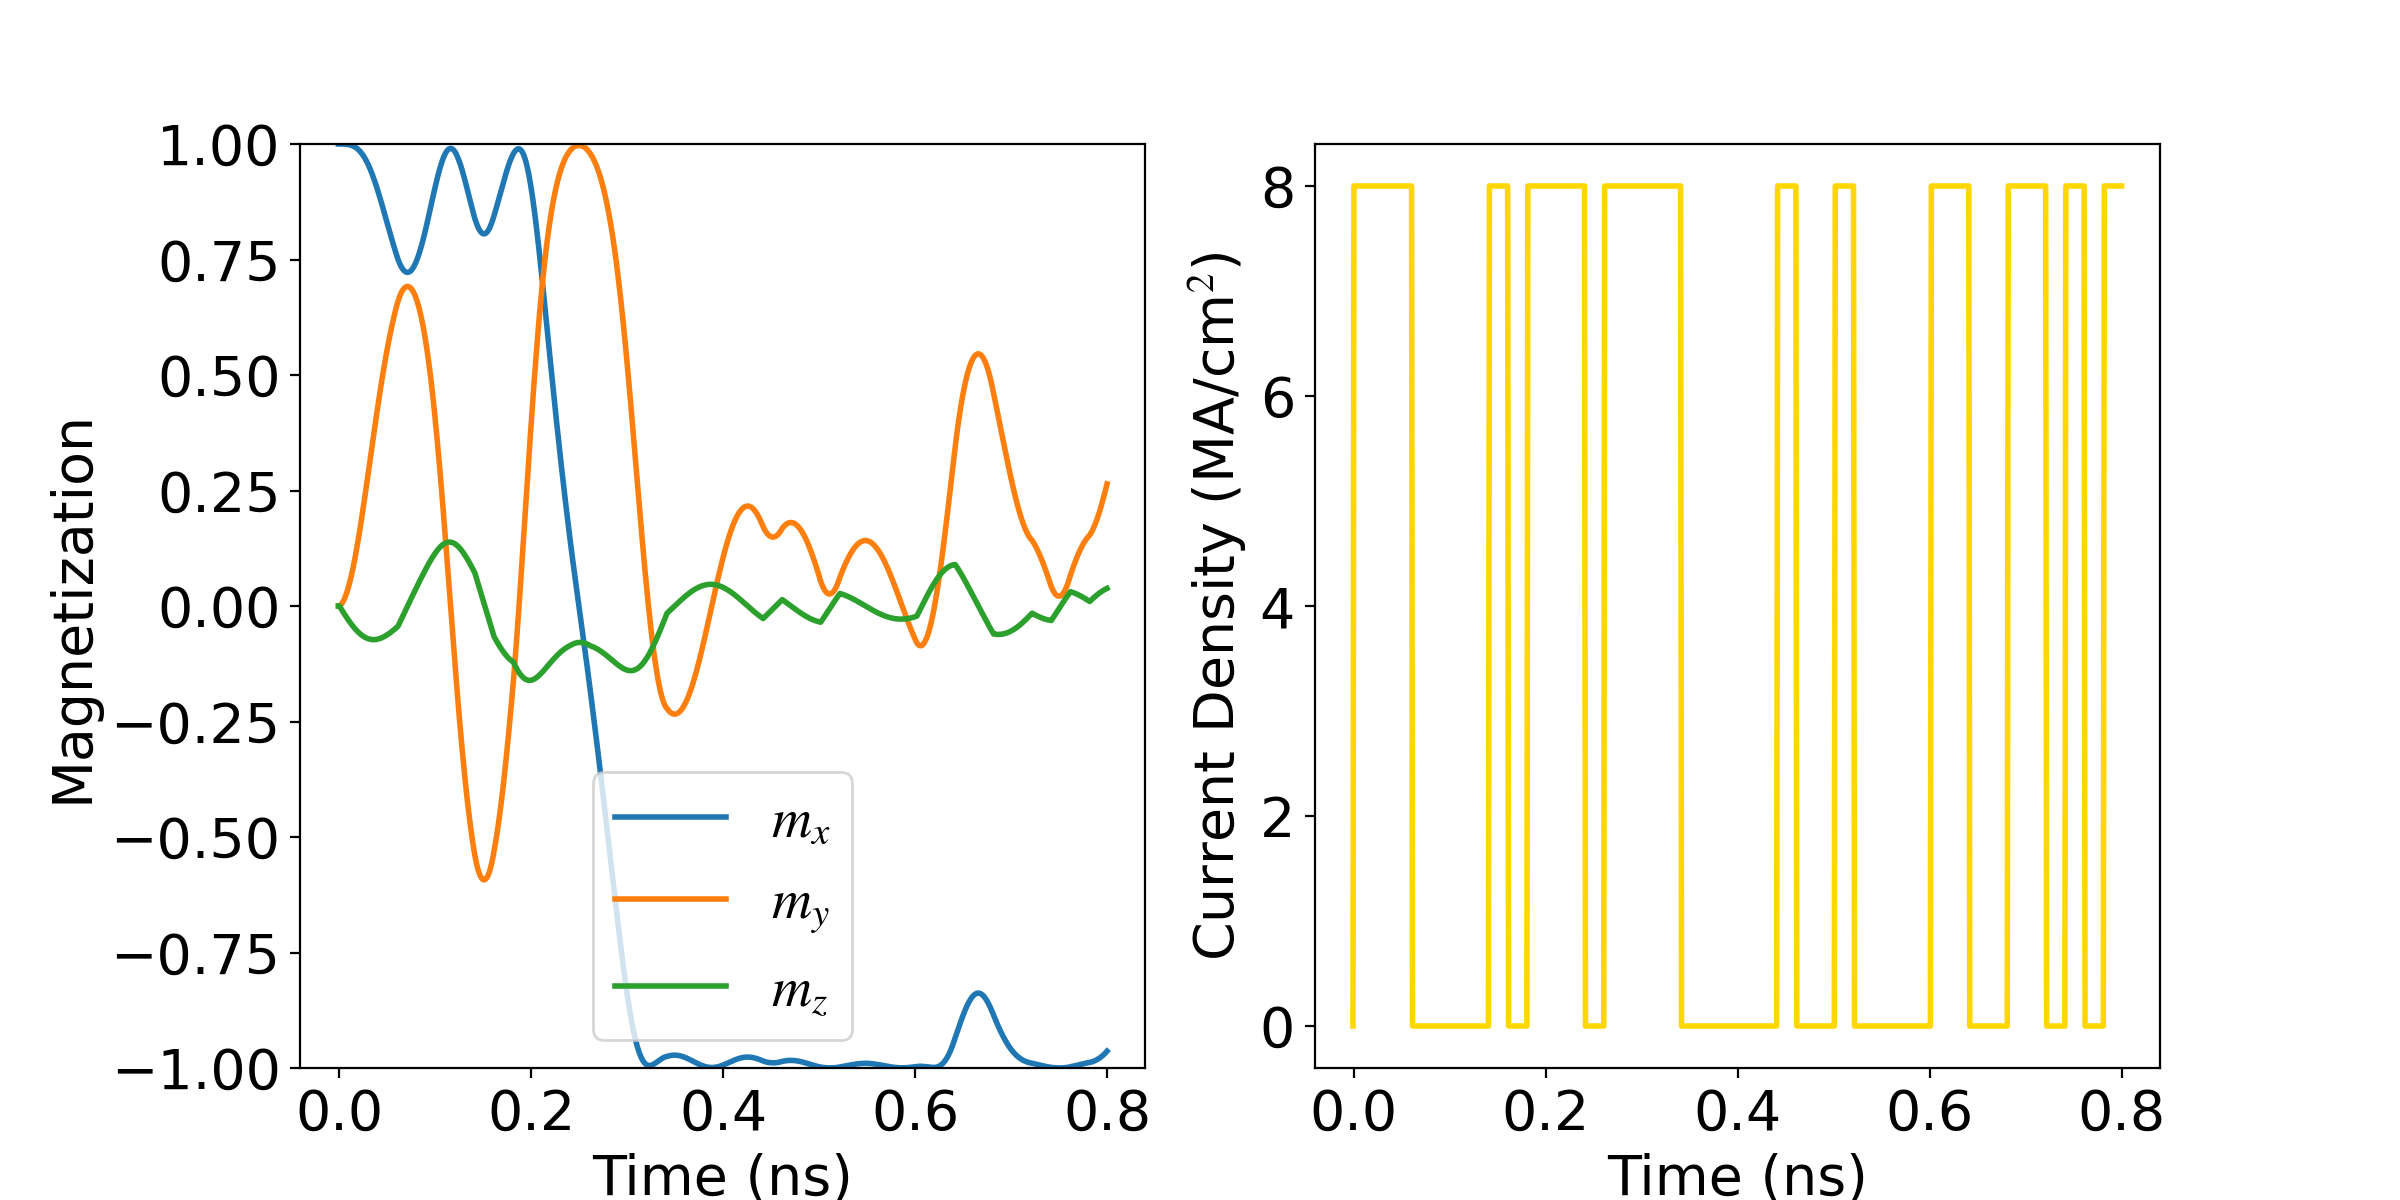 Magnetization
1.00
0.75
0.50
0.25
0.00
−0.25
−0.50
−0.75
−1.00
0.0 0.2 0.4 0.6 0.8
Time (ns)
m_x
m_y
m_z
Current Density (MA/cm²)
8
6
4
2
0
0.0 0.2 0.4 0.6 0.8
Time (ns)